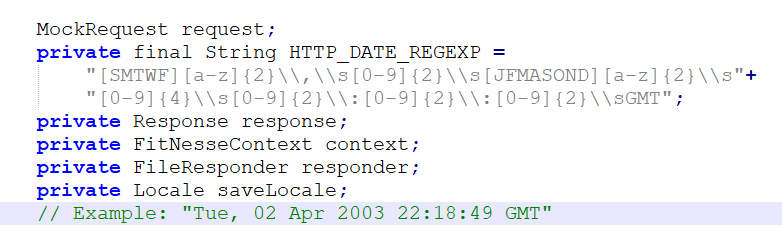 MockRequest request;
private final String HTTP_DATE_REGEXP =
"[SMTWF][a-z]{2}\\,\\s[0-9]{2}\\s[JFMASOND][a-z]{2}\\s"+
"[0-9]{4}\\s[0-9]{2}\\:[0-9]{2}\\:[0-9]{2}\\sGMT";
private Response response;
private FitNesseContext context;
private FileResponder responder;
private Locale saveLocale;
// Example: "Tue, 02 Apr 2003 22:18:49 GMT"